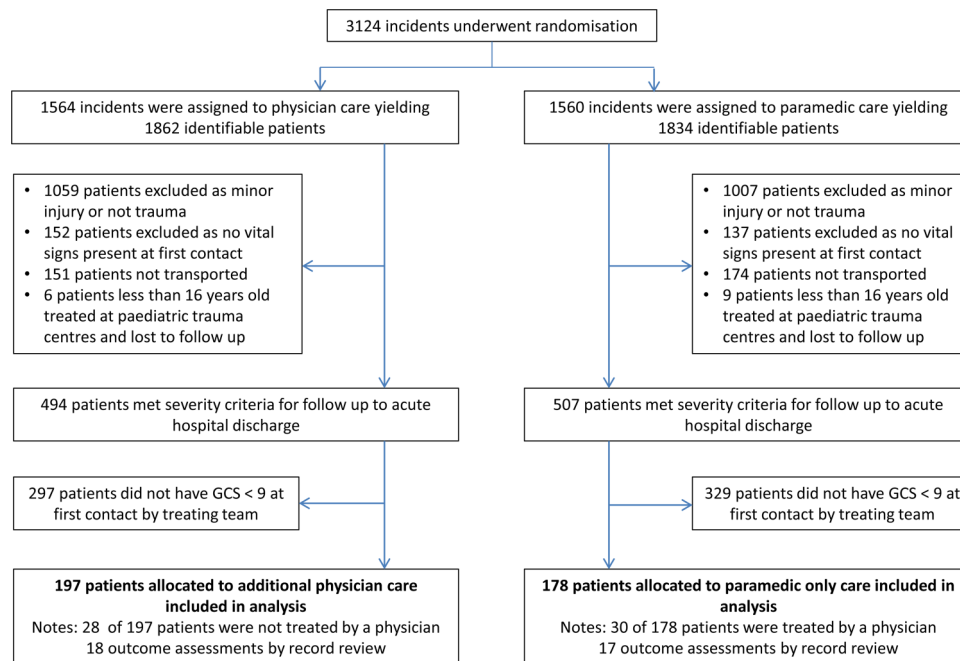 3124 incidents underwent randomisation
1564 incidents were assigned to physician care yielding
1862 identifiable patients
1560 incidents were assigned to paramedic care yielding
1834 identifiable patients
• 1059 patients excluded as minor
injury or not trauma
• 152 patients excluded as no vital
signs present at first contact
• 151 patients not transported
• 6 patients less than 16 years old
treated at paediatric trauma
centres and lost to follow up
• 1007 patients excluded as minor
injury or not trauma
• 137 patients excluded as no vital
signs present at first contact
• 174 patients not transported
• 9 patients less than 16 years old
treated at paediatric trauma
centres and lost to follow up
494 patients met severity criteria for follow up to acute
hospital discharge
507 patients met severity criteria for follow up to acute
hospital discharge
297 patients did not have GCS < 9 at
first contact by treating team
329 patients did not have GCS < 9 at
first contact by treating team
197 patients allocated to additional physician care
included in analysis
Notes: 28 of 197 patients were not treated by a physician
18 outcome assessments by record review
178 patients allocated to paramedic only care included in
analysis
Notes: 30 of 178 patients were treated by a physician
17 outcome assessments by record review